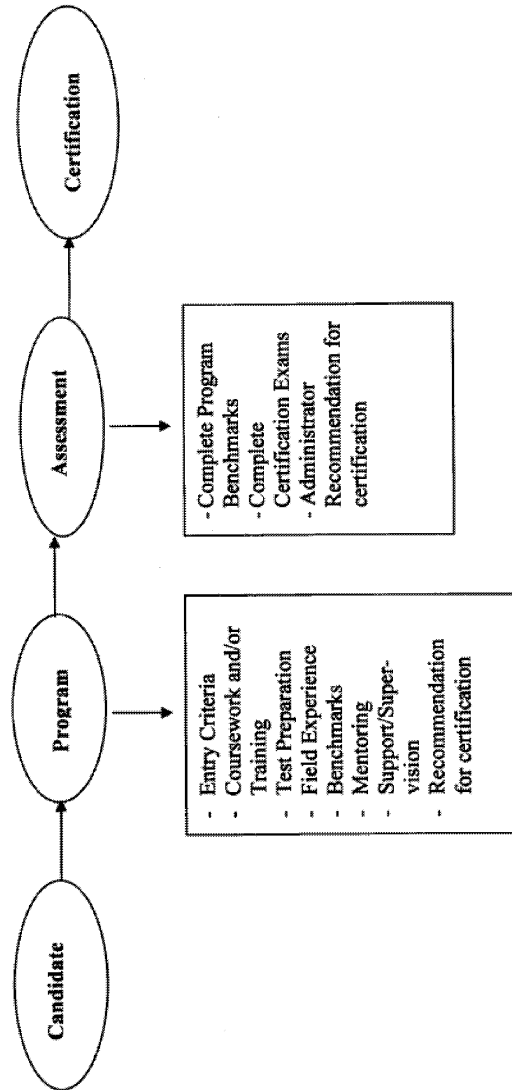 Candidate
Program
Assessment
Certification
- Entry Criteria
- Coursework and/or
Training
- Test Preparation
- Field Experience
- Benchmarks
- Mentoring
- Support/Super-
vision
- Recommendation
for certification
- Complete Program
Benchmarks
- Complete
Certification Exams
- Administrator
Recommendation for
certification